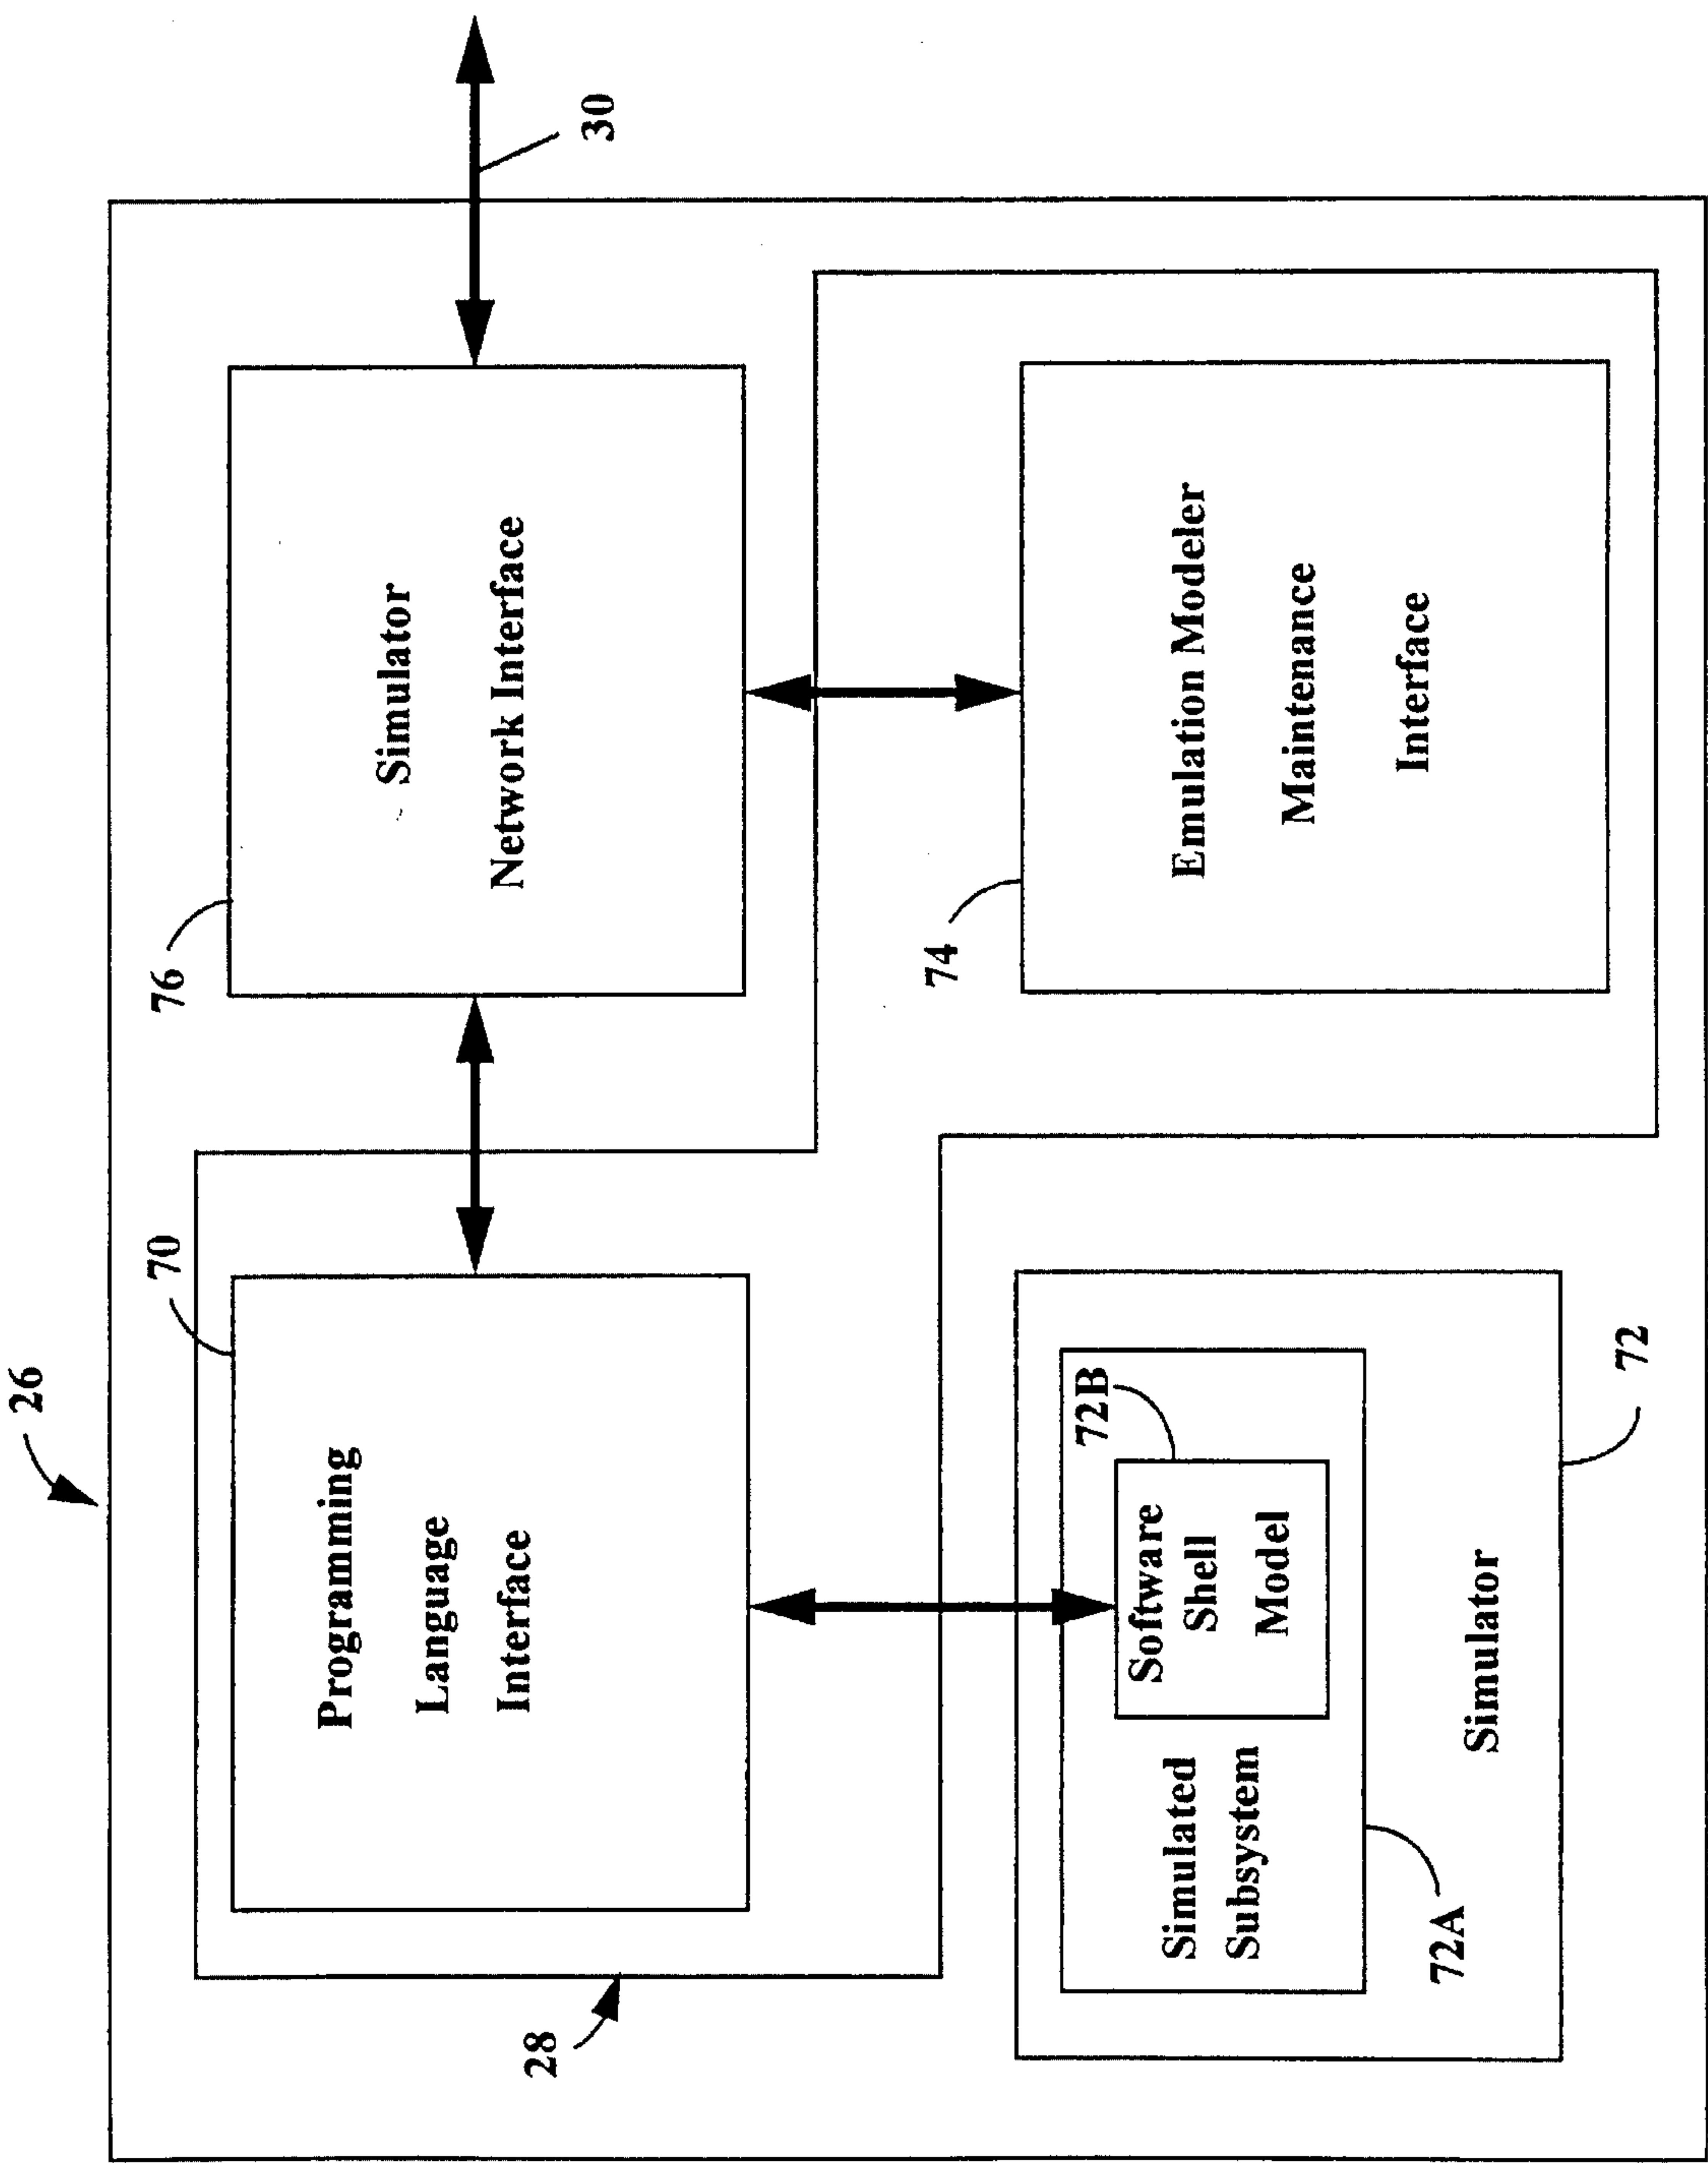 26
28
70
Programming
Language
Interface
76
Simulator
Network Interface
30
72B
Software
Shell
Model
Simulated
Subsystem
72A
Simulator
72
74
Emulation Modeler
Maintenance
Interface